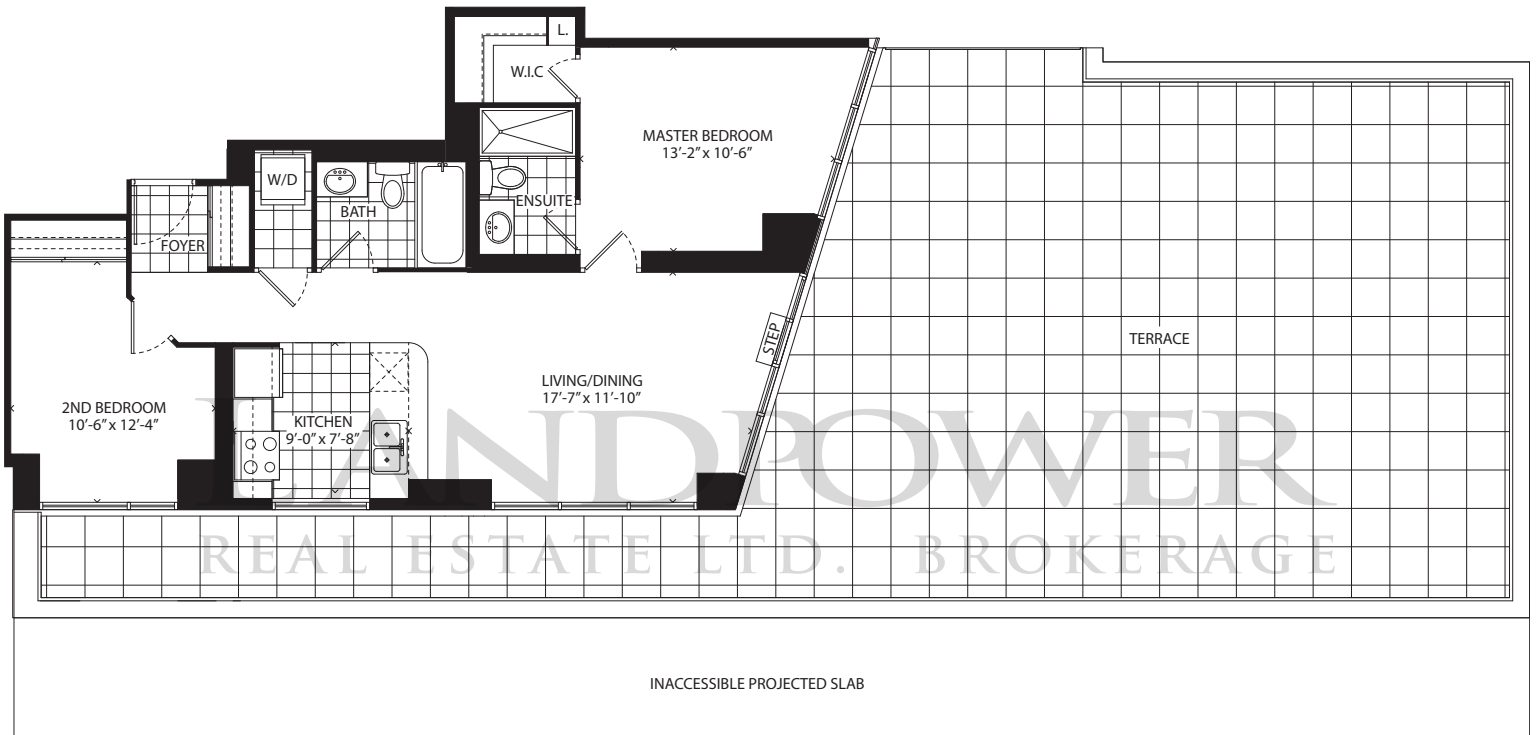 L.
W.I.C
MASTER BEDROOM
13'-2" x 10'-6"
W/D
ENSUITE
BATH
FOYER
STEP
TERRACE
LIVING/DINING
17'-7" x 11'-10"
2ND BEDROOM
10'-6" x 12'-4"
KITCHEN
9'-0" x 7'-8"
LANDPOWER
REAL ESTATE LTD. BROKERAGE
INACCESSIBLE PROJECTED SLAB